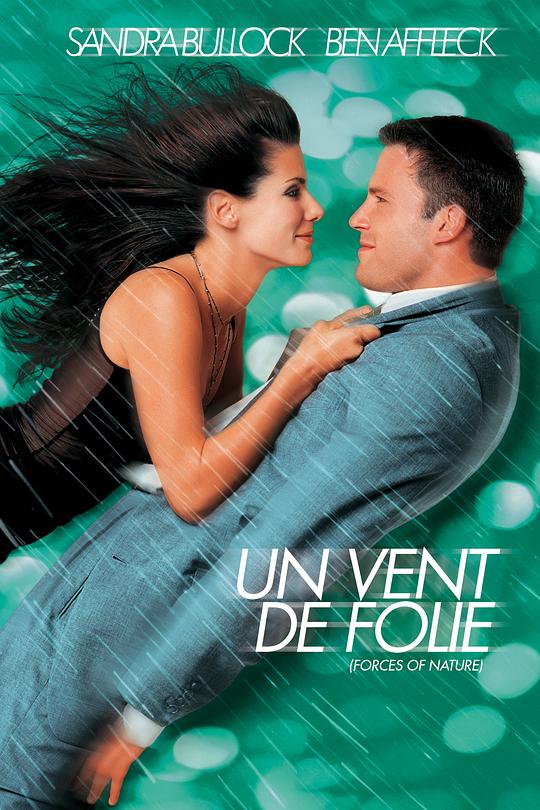 SANDRA BULLOCK BEN AFFLECK
UN VENT
DE FOLIE
(FORCES OF NATURE)